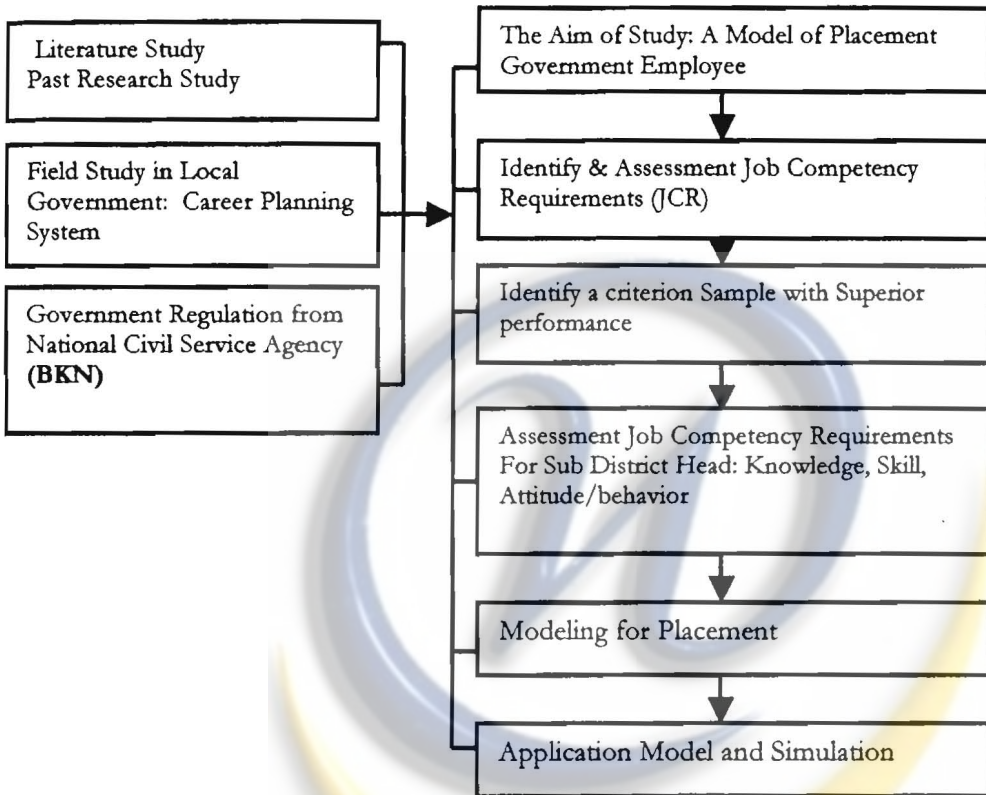 Literature Study
Past Research Study
Field Study in Local
Government: Career Planning
System
Government Regulation from
National Civil Service Agency
(BKN)
The Aim of Study: A Model of Placement
Government Employee
Identify & Assessment Job Competency
Requirements (JCR)
Identify a criterion Sample with Superior
performance
Assessment Job Competency Requirements
For Sub District Head: Knowledge, Skill,
Attitude/behavior
Modeling for Placement
Application Model and Simulation